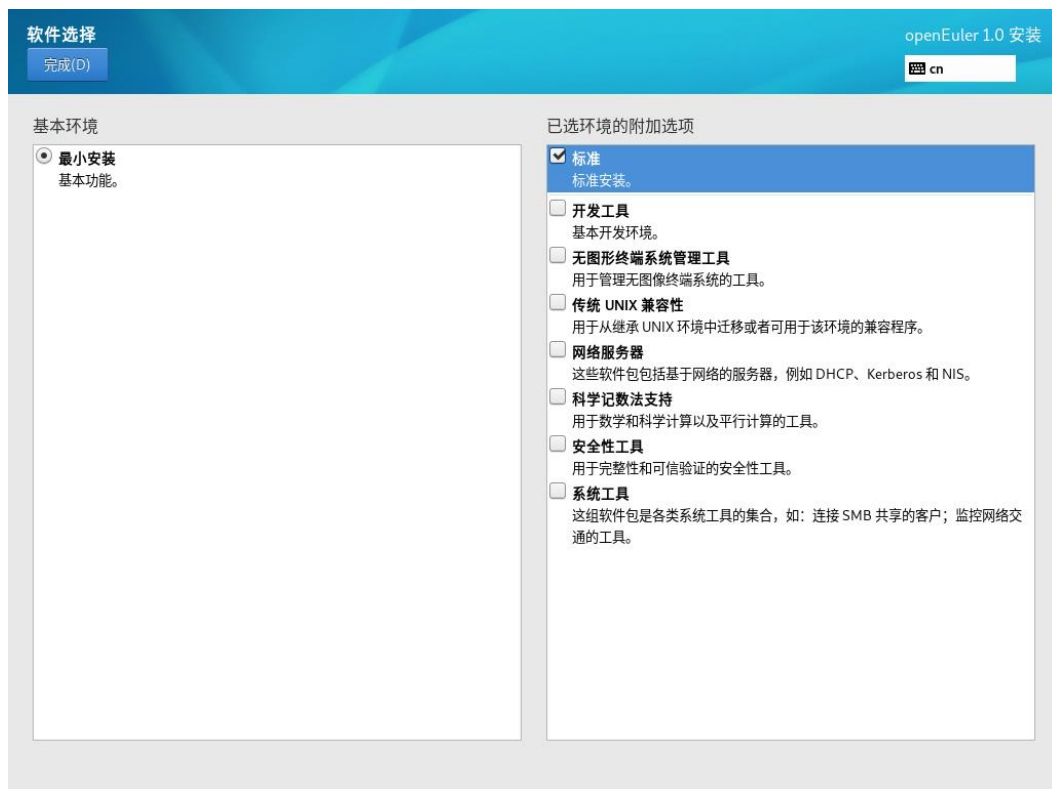 软件选择
openEuler 1.0 安装
完成(D)
cn
基本环境
最小安装
基本功能。
已选环境的附加选项
标准
标准安装。
开发工具
基本开发环境。
无图形终端系统管理工具
用于管理无图像终端系统的工具。
传统 UNIX 兼容性
用于从继承 UNIX 环境中迁移或者可用于该环境的兼容程序。
网络服务器
这些软件包包括基于网络的服务器，例如 DHCP、Kerberos 和 NIS。
科学记数法支持
用于数学和科学计算以及平行计算的工具。
安全性工具
用于完整性和可信验证的安全性工具。
系统工具
这组软件包是各类系统工具的集合，如：连接 SMB 共享的客户；监控网络交
通的工具。